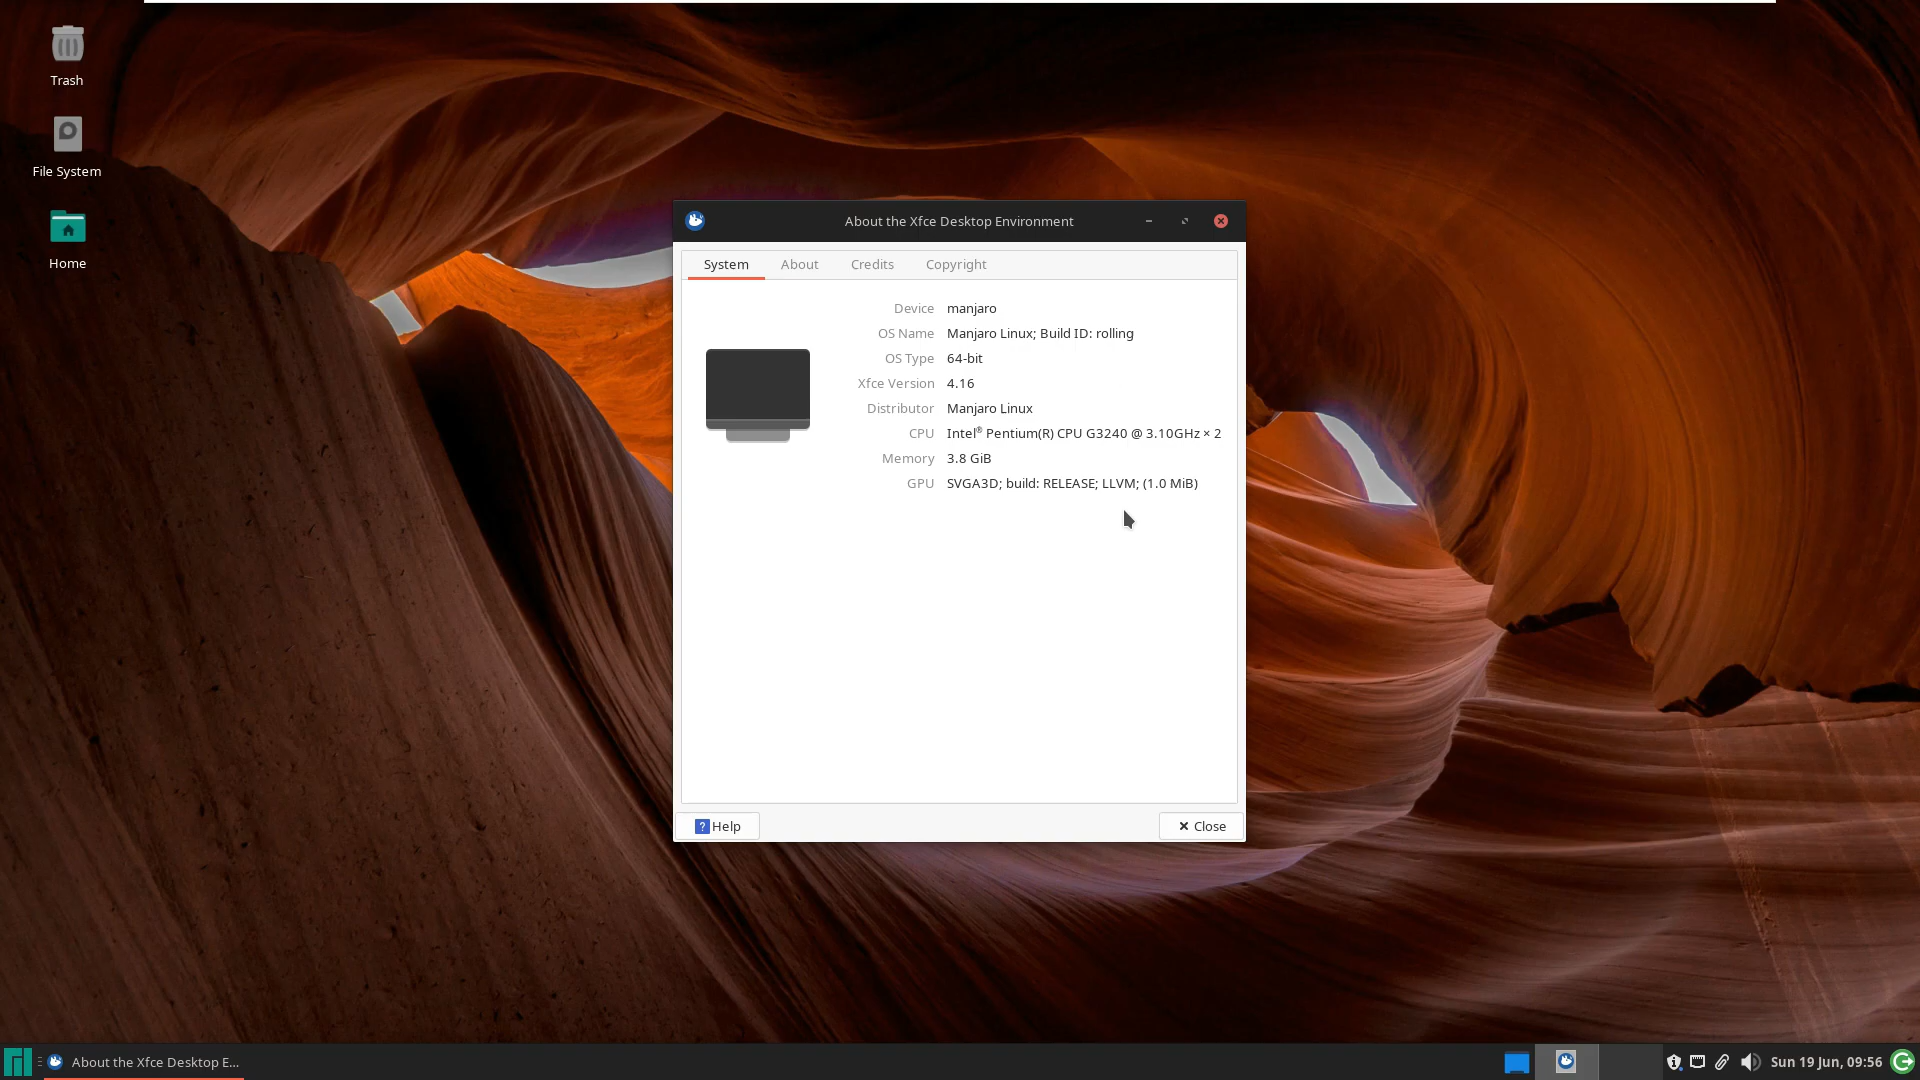 Trash
File System
Home
About the Xfce Desktop Environment
System About Credits Copyright
Device manjaro
OS Name Manjaro Linux; Build ID: rolling
OS Type 64-bit
Xfce Version 4.16
Distributor Manjaro Linux
CPU Intel® Pentium(R) CPU G3240 @ 3.10GHz × 2
Memory 3.8 GiB
GPU SVGA3D; build: RELEASE; LLVM; (1.0 MiB)
? Help
Close
About the Xfce Desktop E...
Sun 19 Jun, 09:56